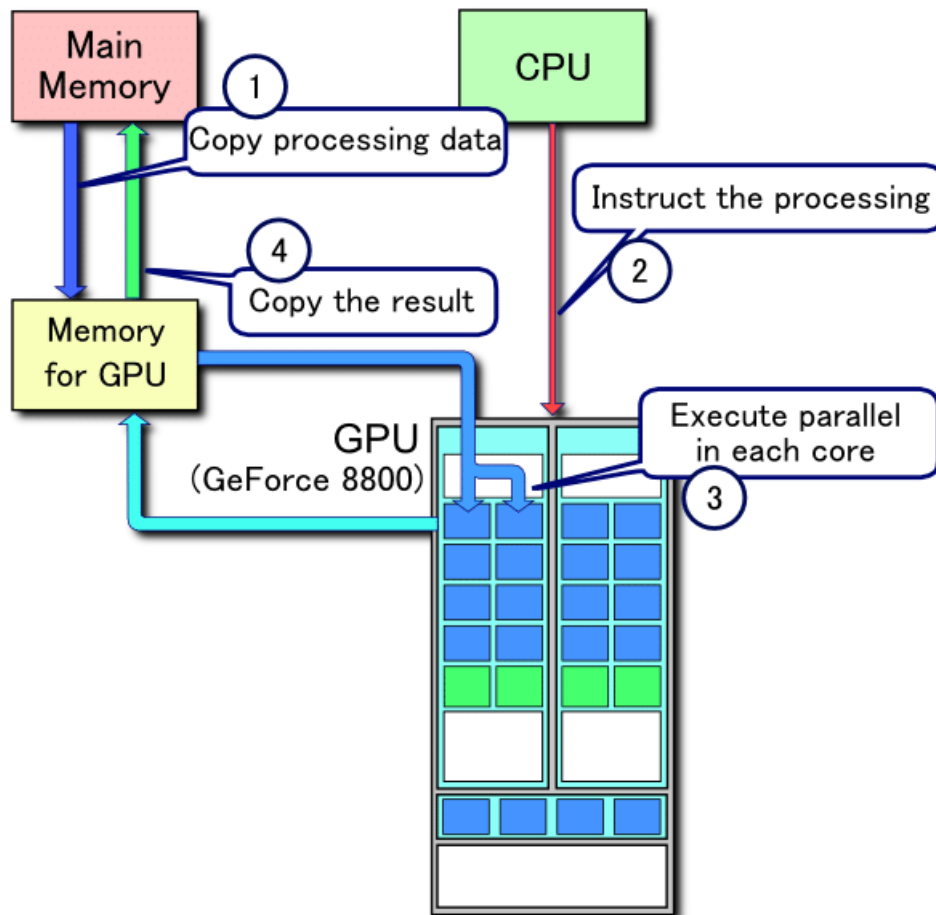 Main
Memory
CPU
1
Copy processing data
Instruct the processing
2
4
Copy the result
Memory
for GPU
GPU
(GeForce 8800)
Execute parallel
in each core
3